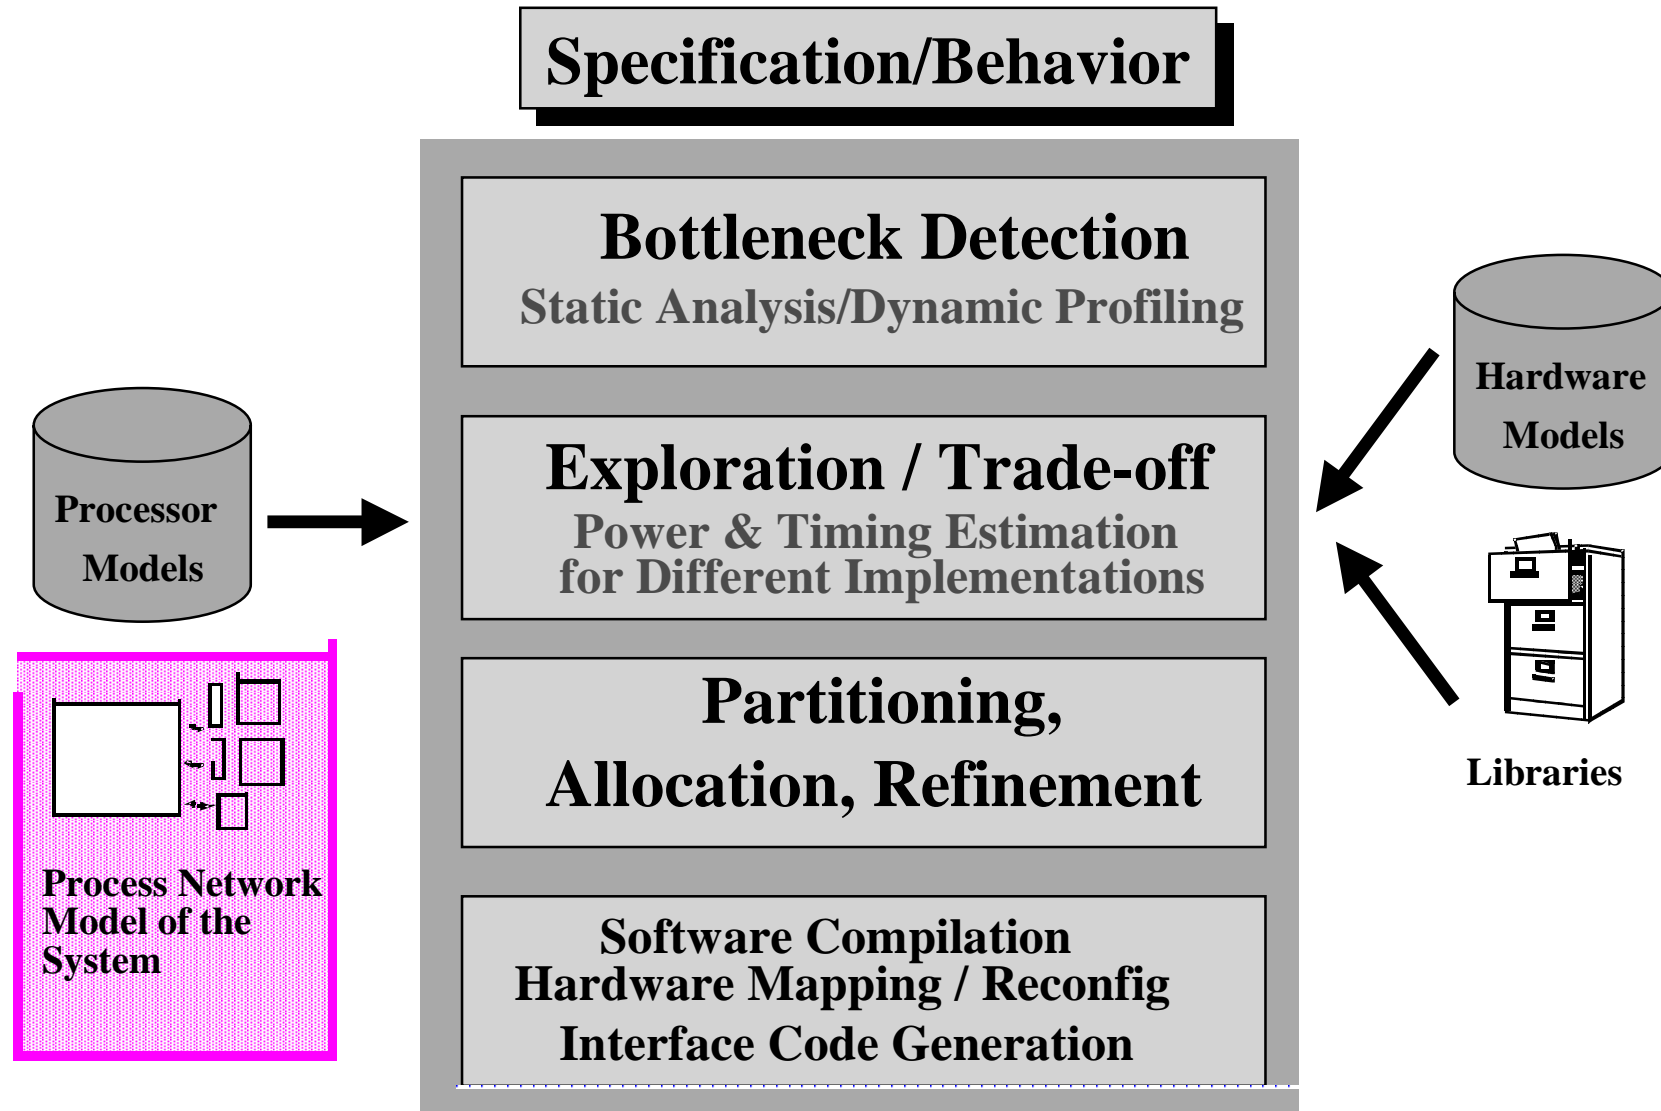 Specification/Behavior
Bottleneck Detection
Static Analysis/Dynamic Profiling
Exploration / Trade-off
Power & Timing Estimation
for Different Implementations
Partitioning,
Allocation, Refinement
Software Compilation
Hardware Mapping / Reconfig
Interface Code Generation
Processor
Models
Process Network
Model of the
System
Hardware
Models
Libraries